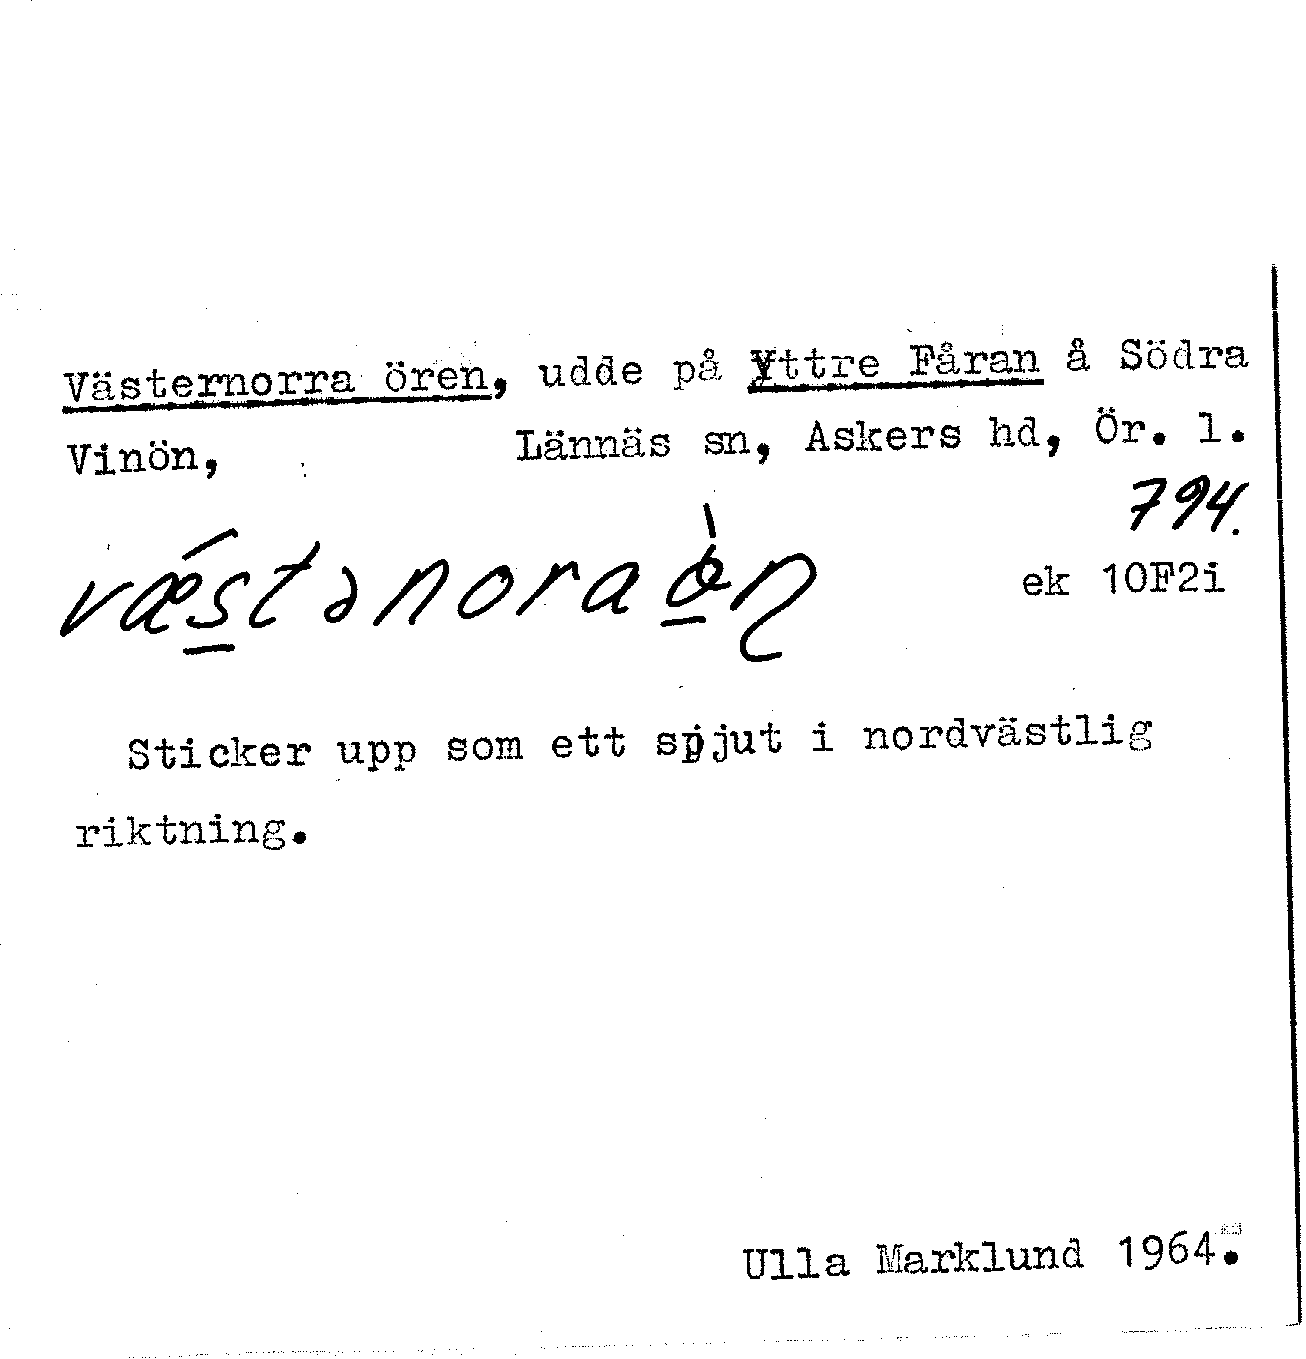 Västernorra ören, udde på Yttre Fåran å Södra
Vinön, Lännäs sn, Askers hd, Ör. l.
794.
vǽstənora ø̀n
ek 10F2i
Sticker upp som ett spjut i nordvästlig
riktning.
Ulla Marklund 1964.